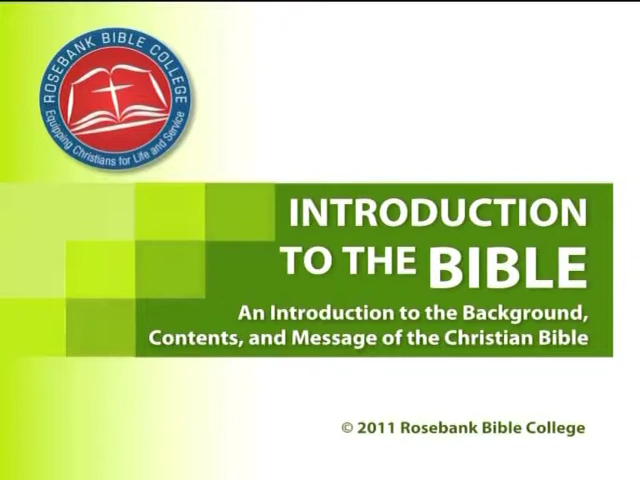 ROSEBANK BIBLE COLLEGE
Equipping Christians for Life and Service
INTRODUCTION
TO THE BIBLE
An Introduction to the Background,
Contents, and Message of the Christian Bible
© 2011 Rosebank Bible College